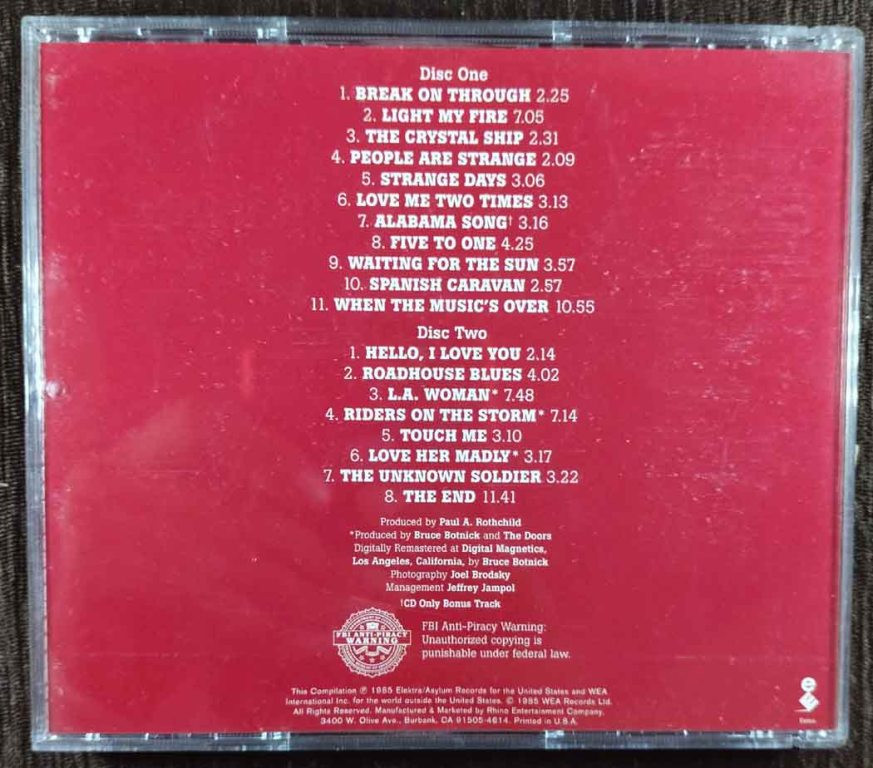 Disc One
1. BREAK ON THROUGH 2.25
2. LIGHT MY FIRE 7.05
3. THE CRYSTAL SHIP 2.31
4. PEOPLE ARE STRANGE 2.09
5. STRANGE DAYS 3.06
6. LOVE ME TWO TIMES 3.13
7. ALABAMA SONG† 3.16
8. FIVE TO ONE 4.25
9. WAITING FOR THE SUN 3.57
10. SPANISH CARAVAN 2.57
11. WHEN THE MUSIC'S OVER 10.55
Disc Two
1. HELLO, I LOVE YOU 2.14
2. ROADHOUSE BLUES 4.02
3. L.A. WOMAN* 7.48
4. RIDERS ON THE STORM* 7.14
5. TOUCH ME 3.10
6. LOVE HER MADLY* 3.17
7. THE UNKNOWN SOLDIER 3.22
8. THE END 11.41
Produced by Paul A. Rothchild
*Produced by Bruce Botnick and The Doors
Digitally Remastered at Digital Magnetics,
Los Angeles, California, by Bruce Botnick
Photography Joel Brodsky
Management Jeffrey Jampol
†CD Only Bonus Track
FBI ANTI-PIRACY
WARNING
FBI Anti-Piracy Warning:
Unauthorized copying is
punishable under federal law.
This Compilation ℗ 1985 Elektra/Asylum Records for the United States and WEA
International Inc. for the world outside the United States. © 1985 WEA Records Ltd.
All Rights Reserved. Manufactured & Marketed by Rhino Entertainment Company,
3400 W. Olive Ave., Burbank, CA 91505-4614. Printed in U.S.A.